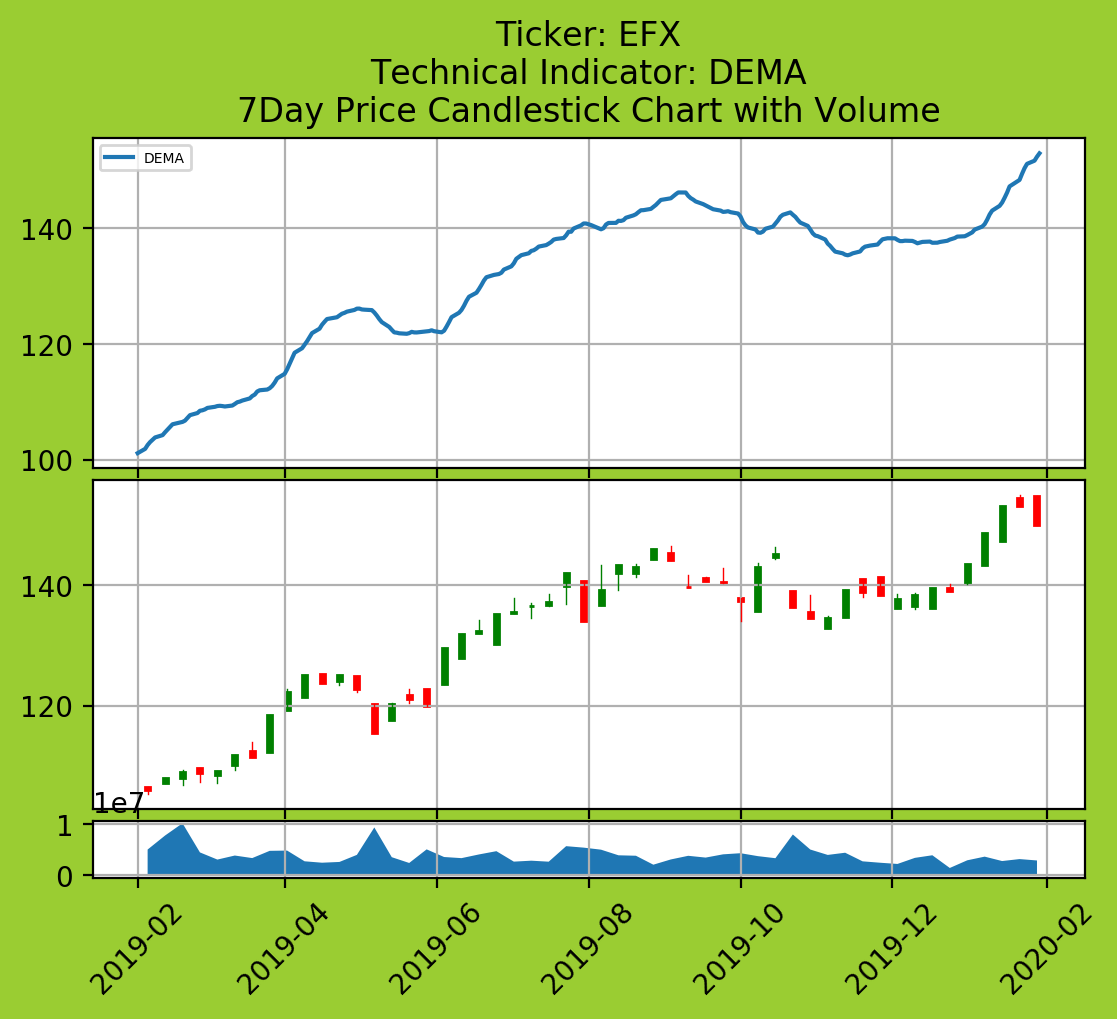 Ticker: EFX
Technical Indicator: DEMA
7Day Price Candlestick Chart with Volume
DEMA
140
120
100
140
120
1e7
1
0
2019-02
2019-04
2019-06
2019-08
2019-10
2019-12
2020-02